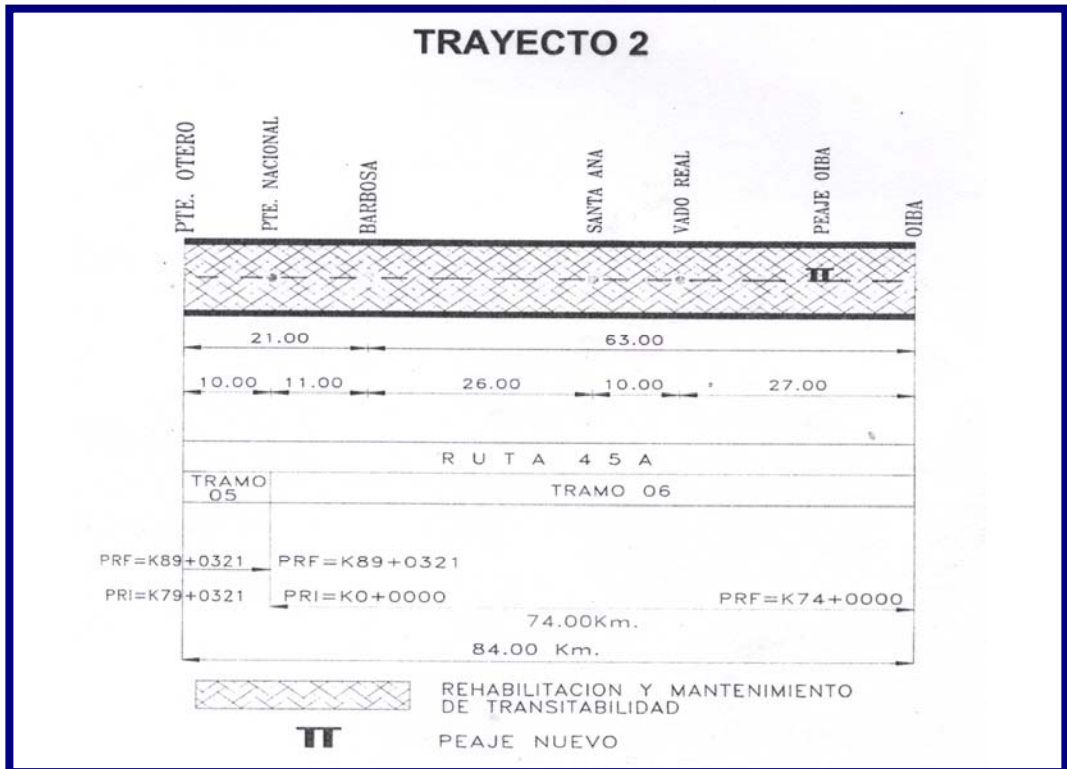 TRAYECTO 2
PTE. OTERO
PTE. NACIONAL
BARBOSA
SANTA ANA
VADO REAL
PEAJE OIBA
OIBA
21.00 63.00
10.00 11.00 26.00 10.00 27.00
RUTA 45A
TRAMO
05
TRAMO 06
PRF=K89+0321 PRF=K89+0321
PRI=K79+0321 PRI=K0+0000 PRF=K74+0000
74.00Km.
84.00 Km.
REHABILITACION Y MANTENIMIENTO
DE TRANSITABILIDAD
PEAJE NUEVO